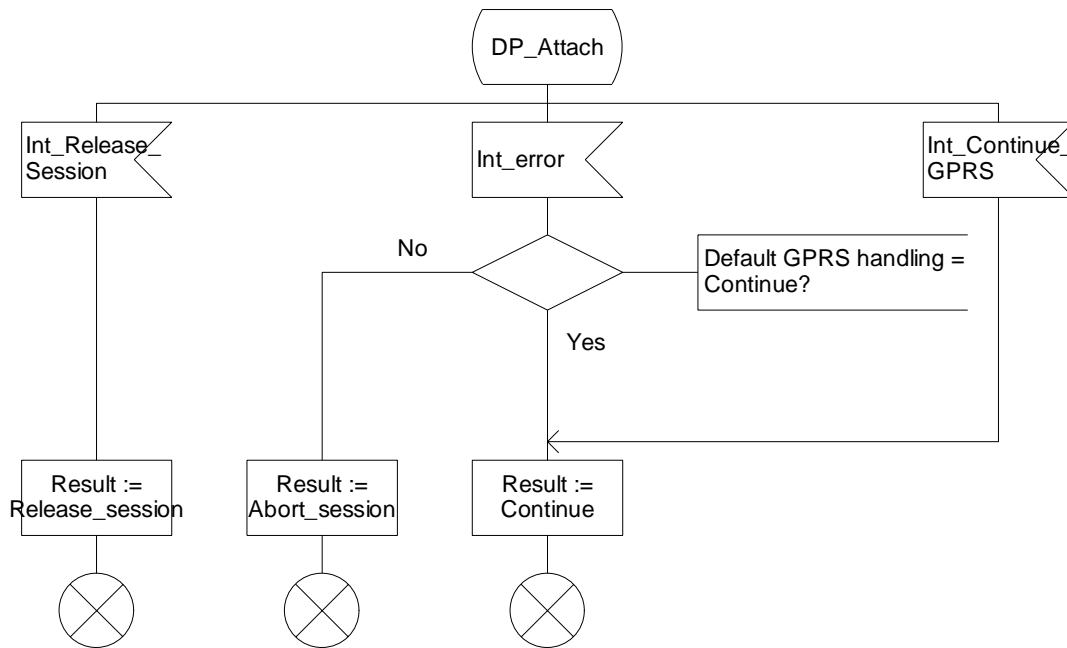 DP_Attach
Int_Release_
Session
Int_error
Int_Continue_
GPRS
No
Default GPRS handling =
Continue?
Yes
Result :=
Release_session
Result :=
Abort_session
Result :=
Continue